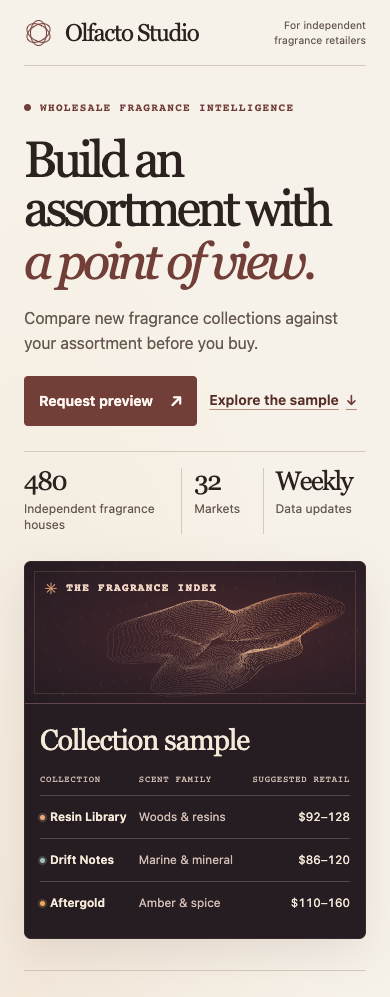 Olfacto Studio
For independent
fragrance retailers
WHOLESALE FRAGRANCE INTELLIGENCE
Build an
assortment with
a point of view.
Compare new fragrance collections against
your assortment before you buy.
Request preview ↗
Explore the sample ↓
480
Independent fragrance
houses
32
Markets
Weekly
Data updates
THE FRAGRANCE INDEX
Collection sample
COLLECTION SCENT FAMILY SUGGESTED RETAIL
Resin Library Woods & resins $92–128
Drift Notes Marine & mineral $86–120
Aftergold Amber & spice $110–160